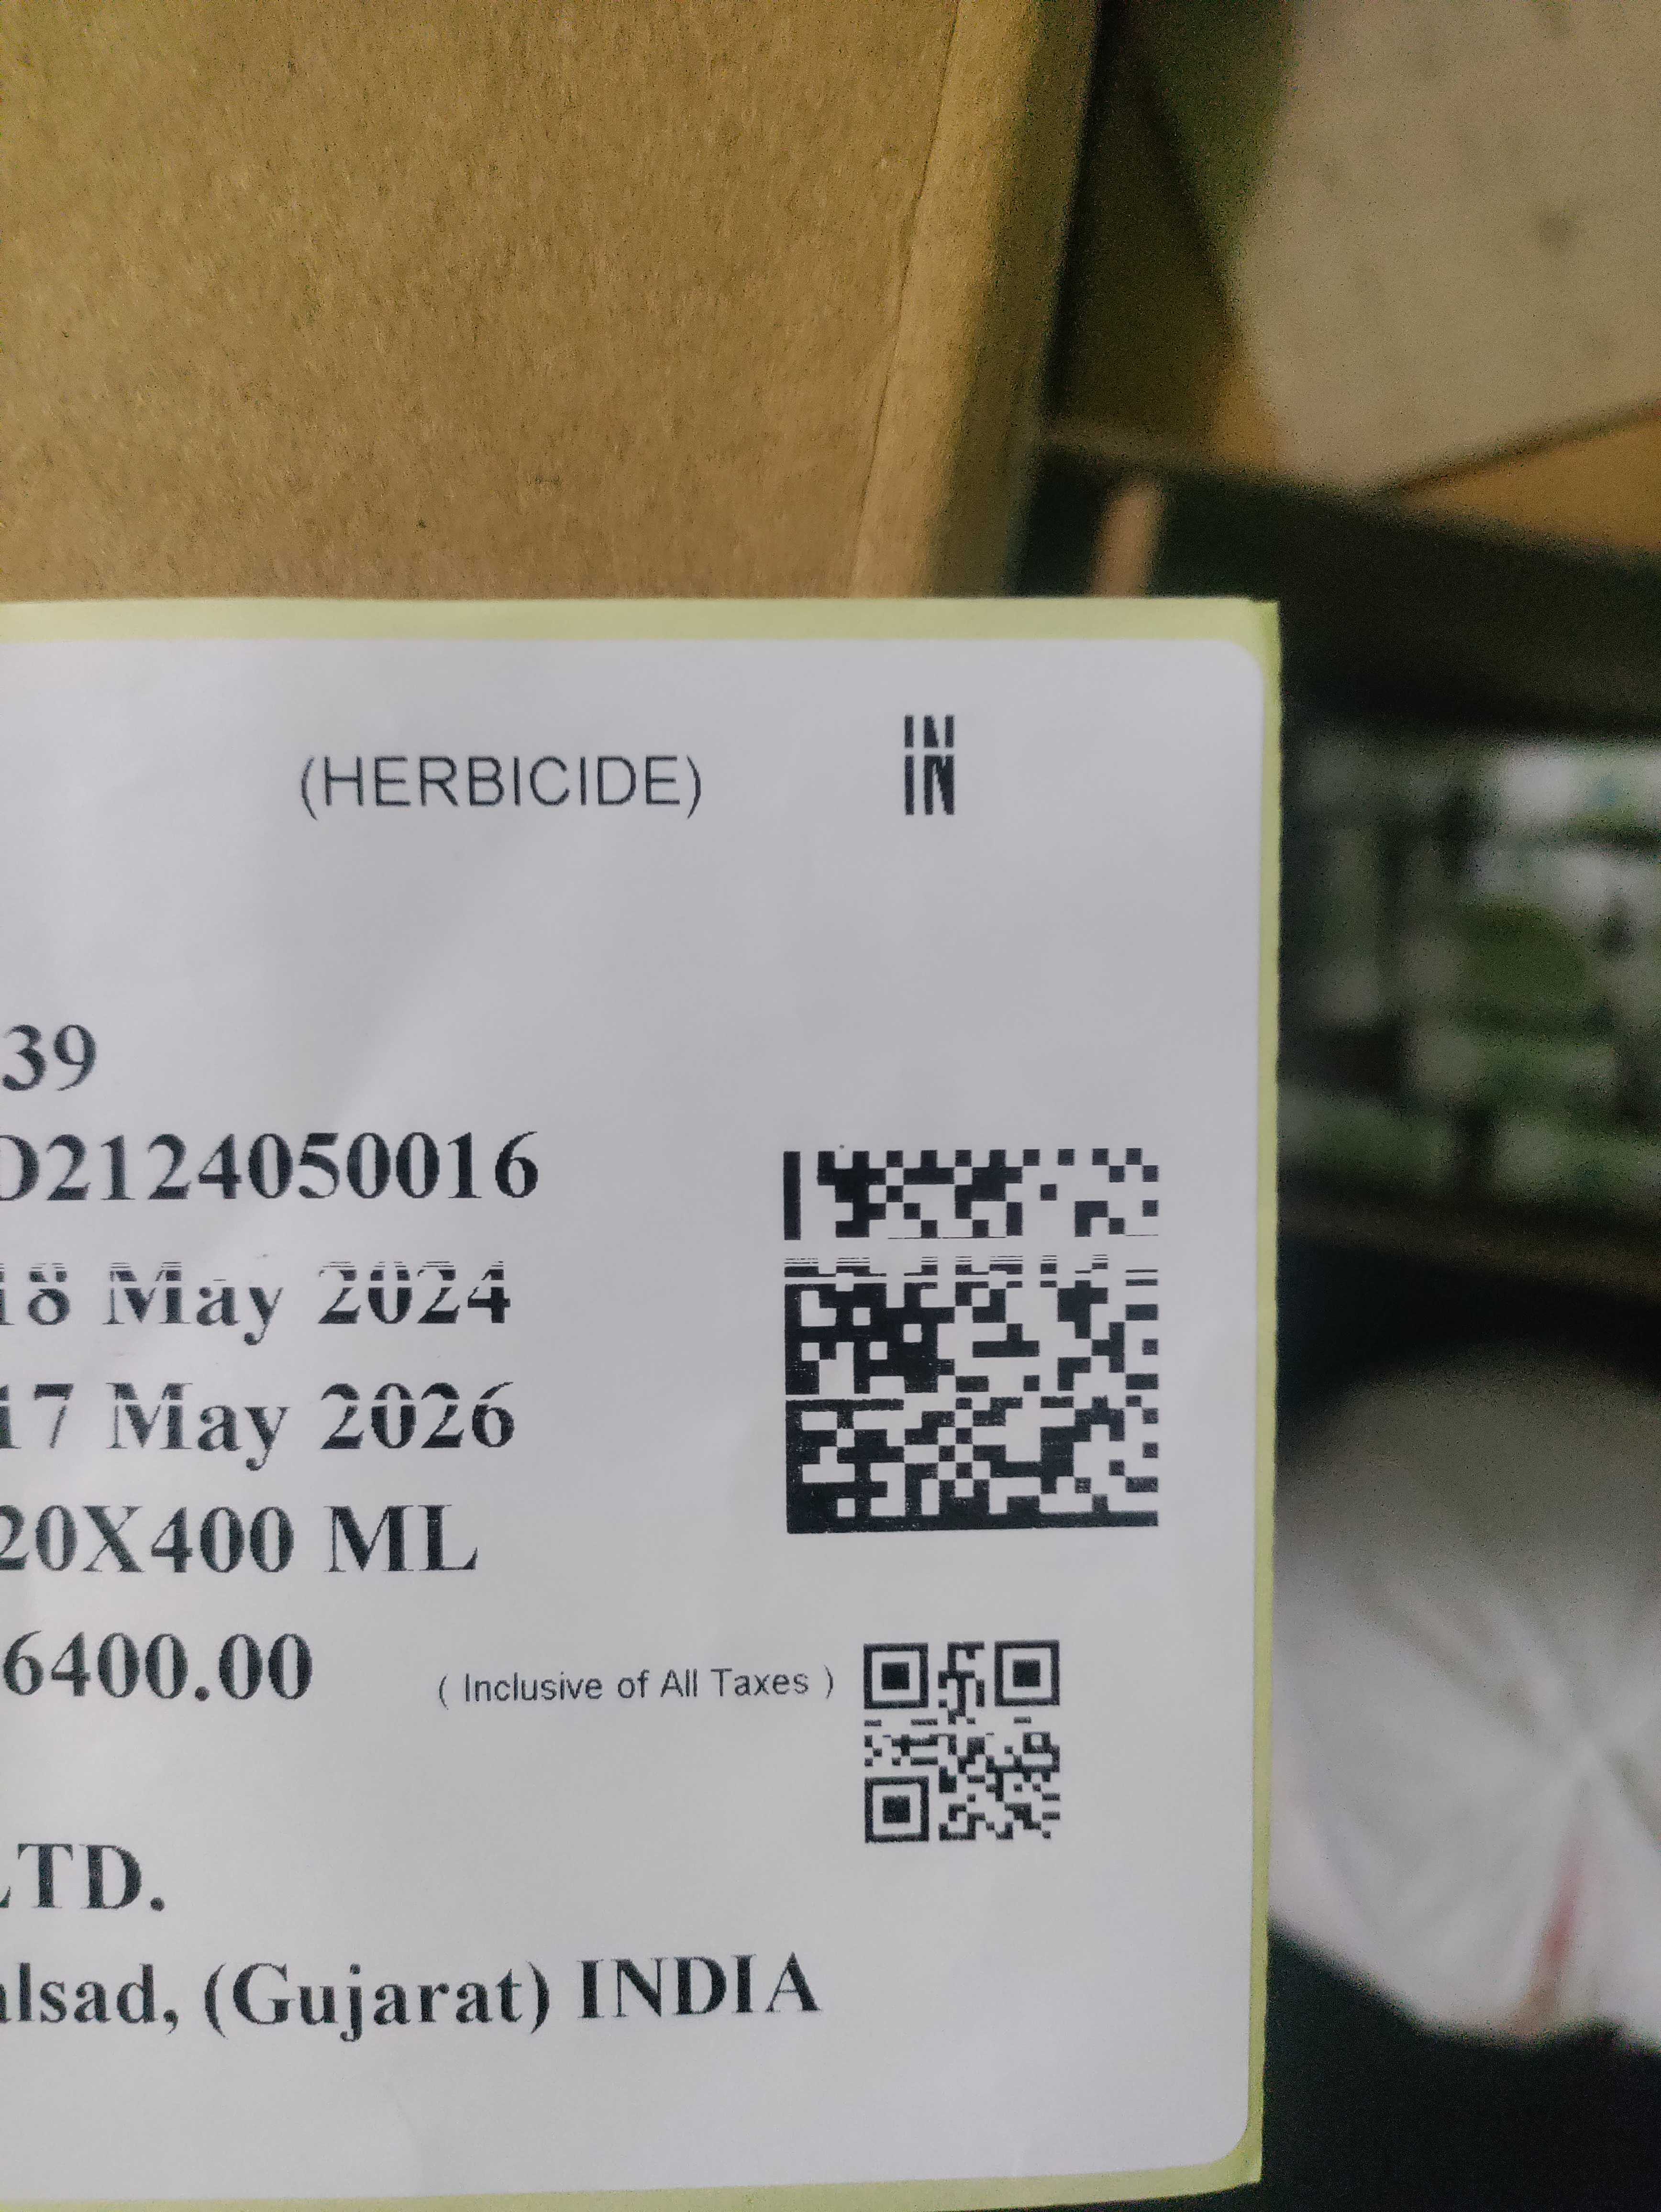 (HERBICIDE)
IN
39
D2124050016
18 May 2024
17 May 2026
20X400 ML
6400.00 ( Inclusive of All Taxes )
LTD.
alsad, (Gujarat) INDIA